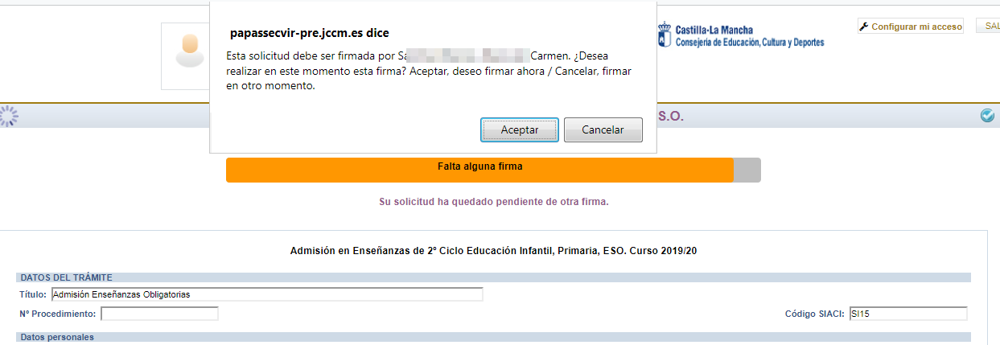 papassecvir-pre.jccm.es dice
Esta solicitud debe ser firmada por Carmen. ¿Desea
realizar en este momento esta firma? Aceptar, deseo firmar ahora / Cancelar, firmar
en otro momento.
Aceptar
Cancelar
Castilla-La Mancha
Consejería de Educación, Cultura y Deportes
Configurar mi acceso
SAL
S.O.
Falta alguna firma
Su solicitud ha quedado pendiente de otra firma.
Admisión en Enseñanzas de 2º Ciclo Educación Infantil, Primaria, ESO. Curso 2019/20
DATOS DEL TRÁMITE
Título: Admisión Enseñanzas Obligatorias
Nº Procedimiento:
Código SIACI: SI15
Datos personales